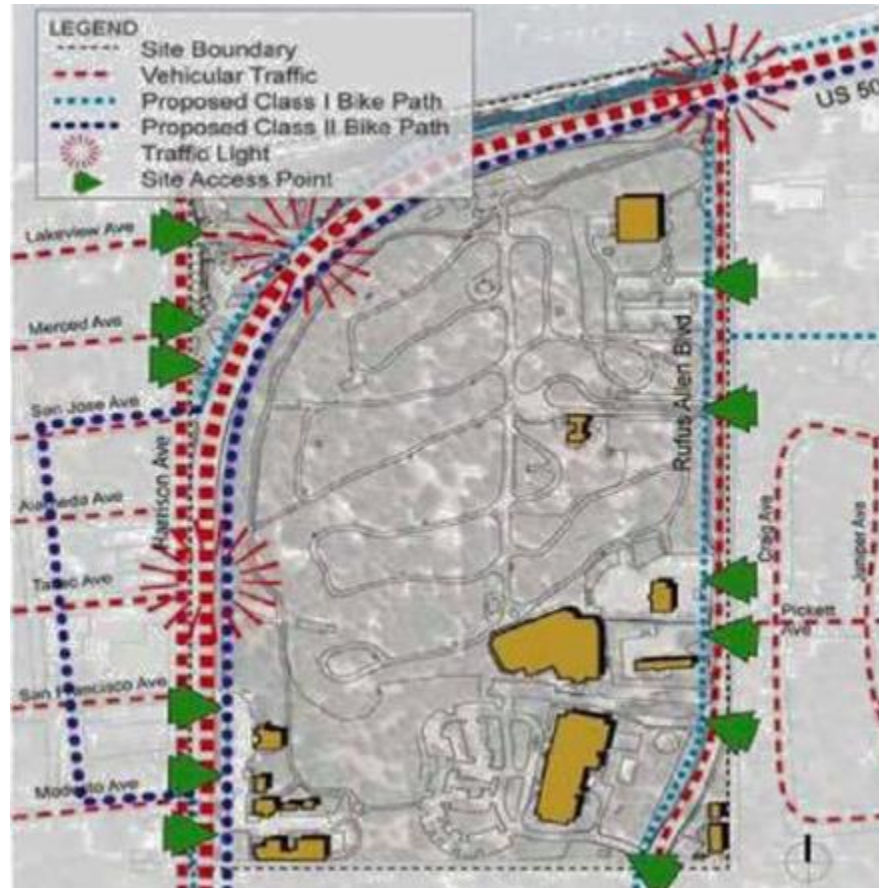 LEGEND
Site Boundary
Vehicular Traffic
Proposed Class I Bike Path
Proposed Class II Bike Path
Traffic Light
Site Access Point
US 50
Lakeview Ave
Merced Ave
San Jose Ave
Harrison Ave
Rufus Allen Blvd
Alameda Ave
Tallac Ave
Craig Ave
Juniper Ave
Pickett
Ave
San Francisco Ave
Modesto Ave